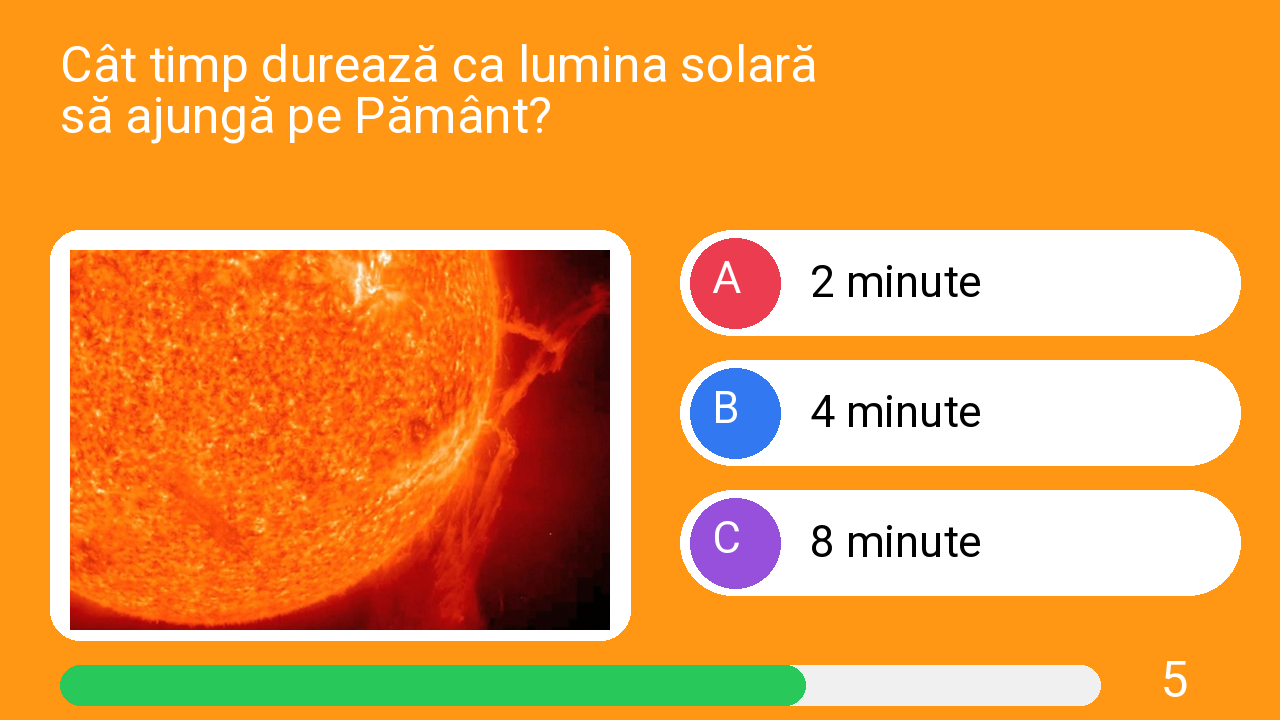 Cât timp durează ca lumina solară
să ajungă pe Pământ?
A 2 minute
B 4 minute
C 8 minute
5